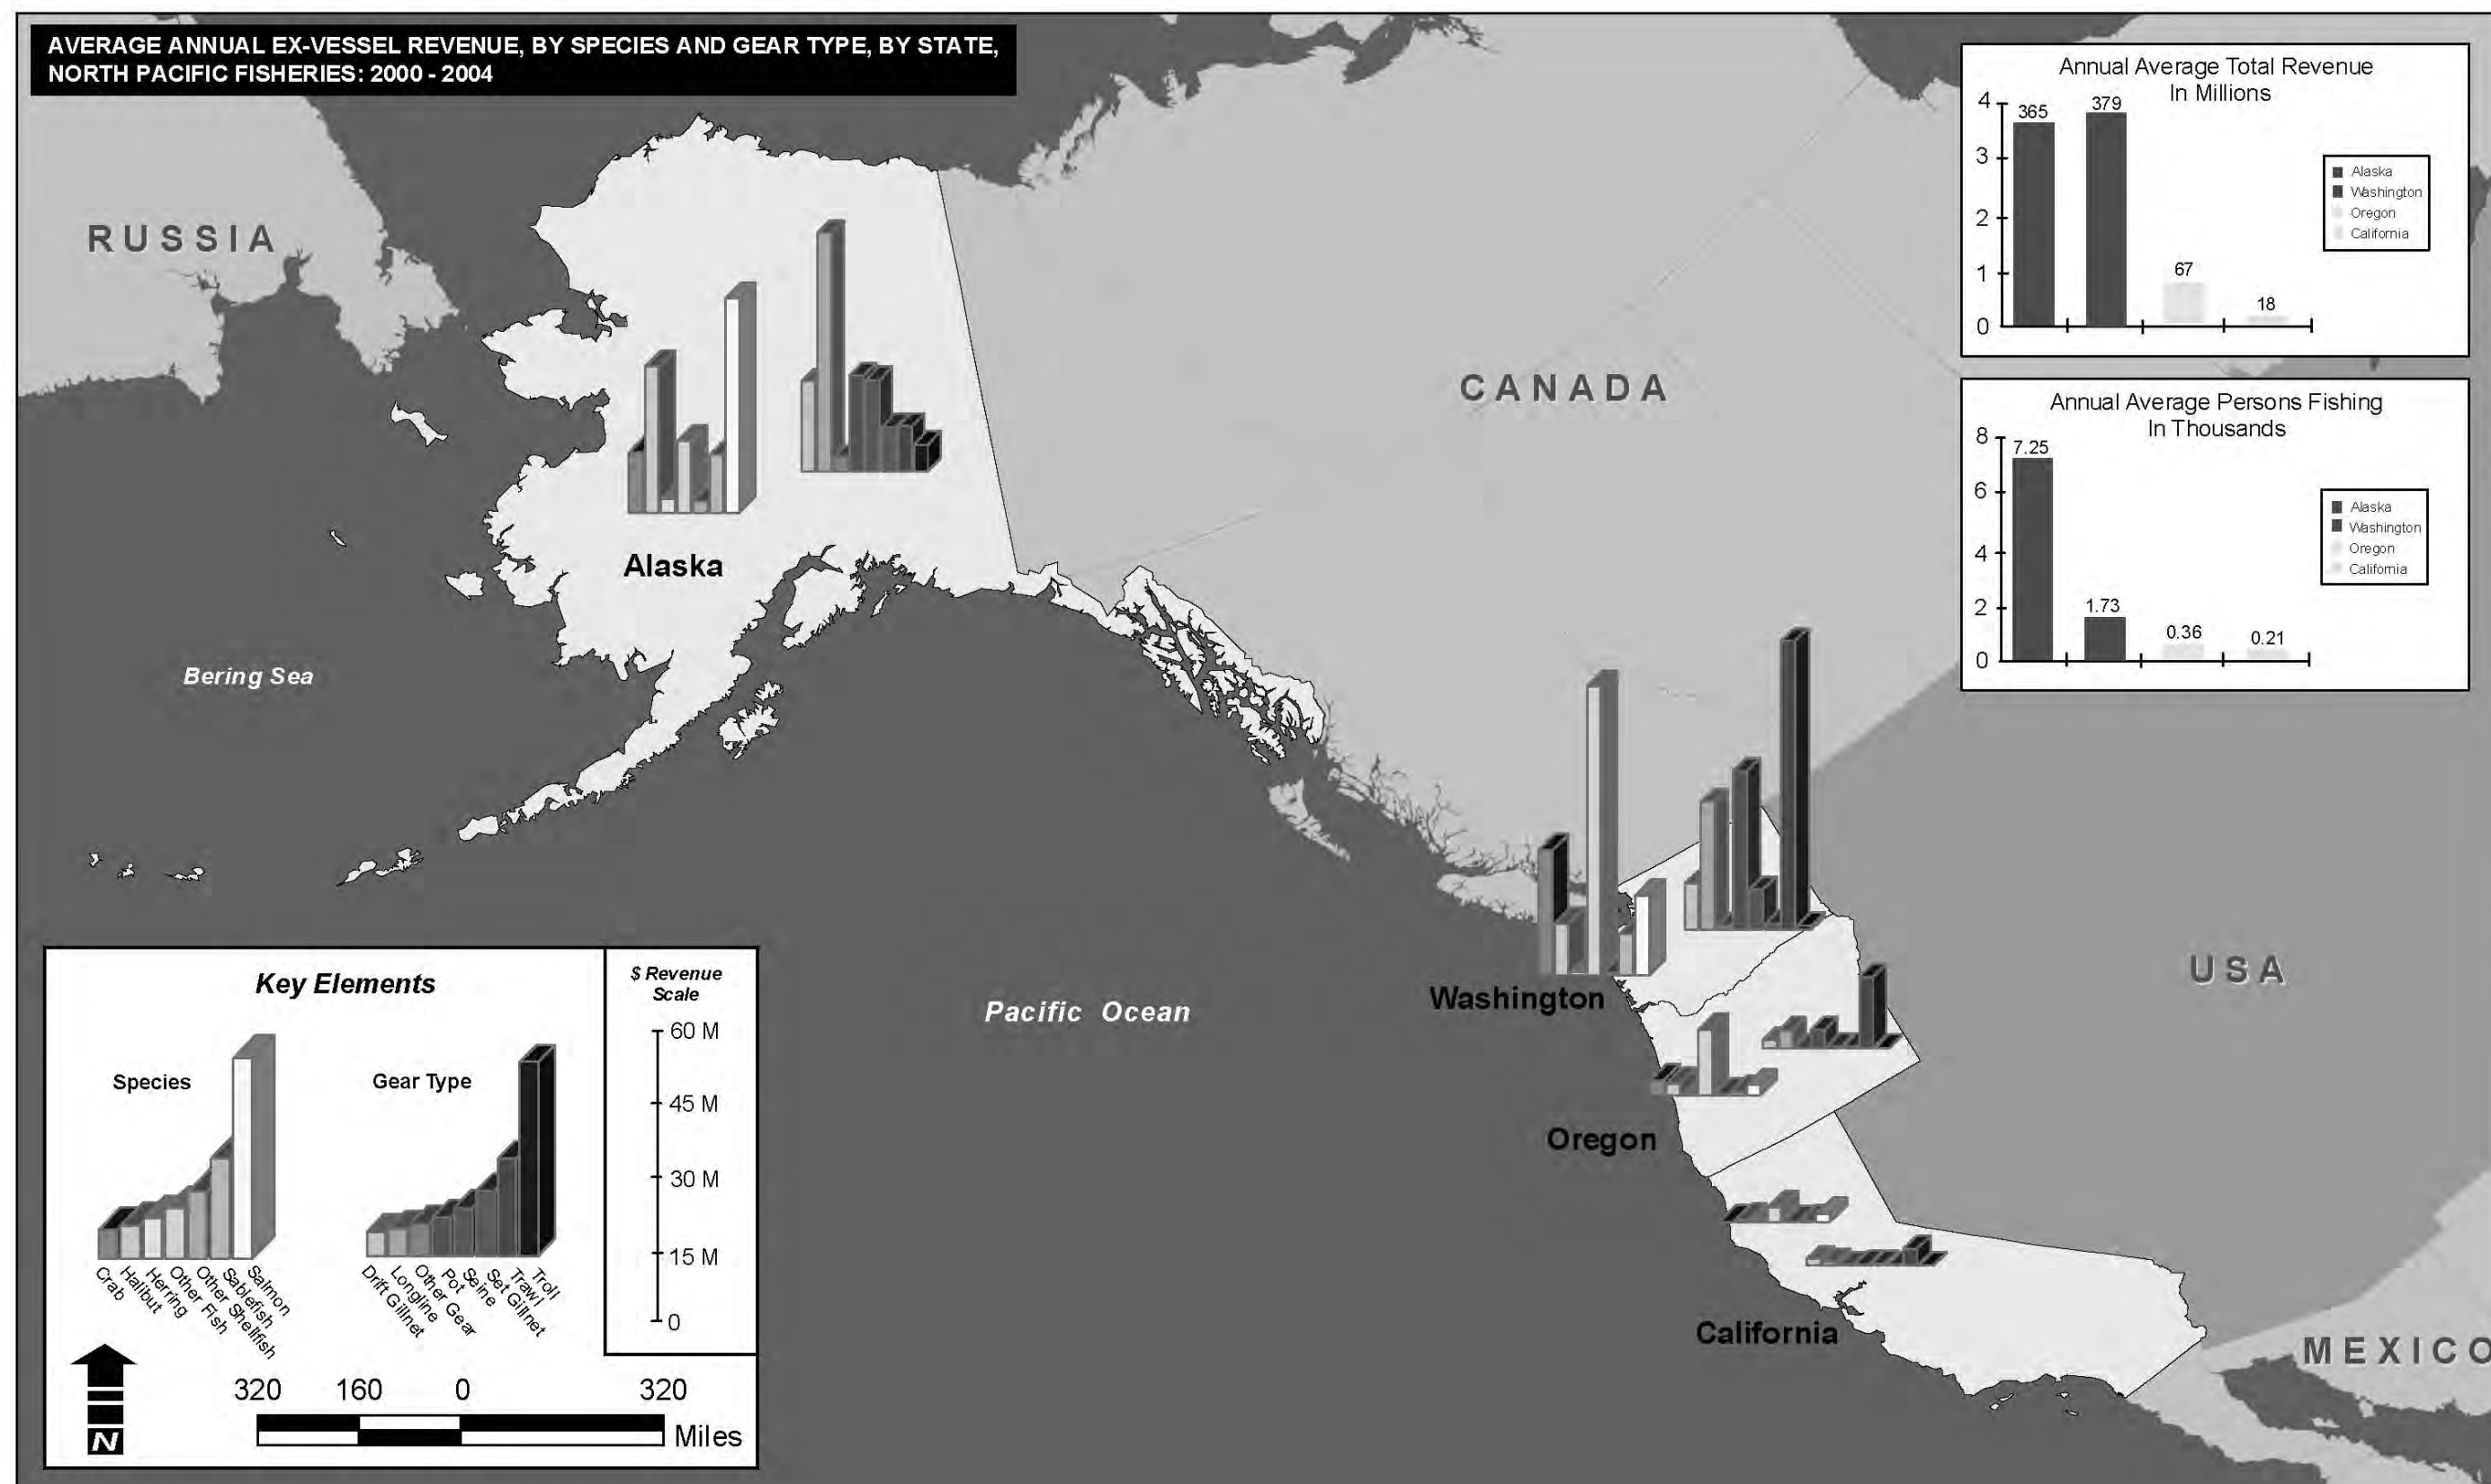 AVERAGE ANNUAL EX-VESSEL REVENUE, BY SPECIES AND GEAR TYPE, BY STATE,
NORTH PACIFIC FISHERIES: 2000 - 2004
Annual Average Total Revenue
In Millions
4
3
2
1
0
365
379
67
18
Alaska
Washington
Oregon
California
Annual Average Persons Fishing
In Thousands
8
6
4
2
0
7.25
1.73
0.36
0.21
Alaska
Washington
Oregon
California
RUSSIA
CANADA
Alaska
Bering Sea
Pacific Ocean
Washington
USA
Oregon
California
MEXICO
Key Elements
Species
Crab
Halibut
Herring
Other Fish
Other Shellfish
Sablefish
Salmon
Gear Type
Drift Gillnet
Longline
Other Gear
Pot
Seine
Set Gillnet
Trawl
Troll
$ Revenue
Scale
60 M
45 M
30 M
15 M
0
320 160 0 320
Miles
N